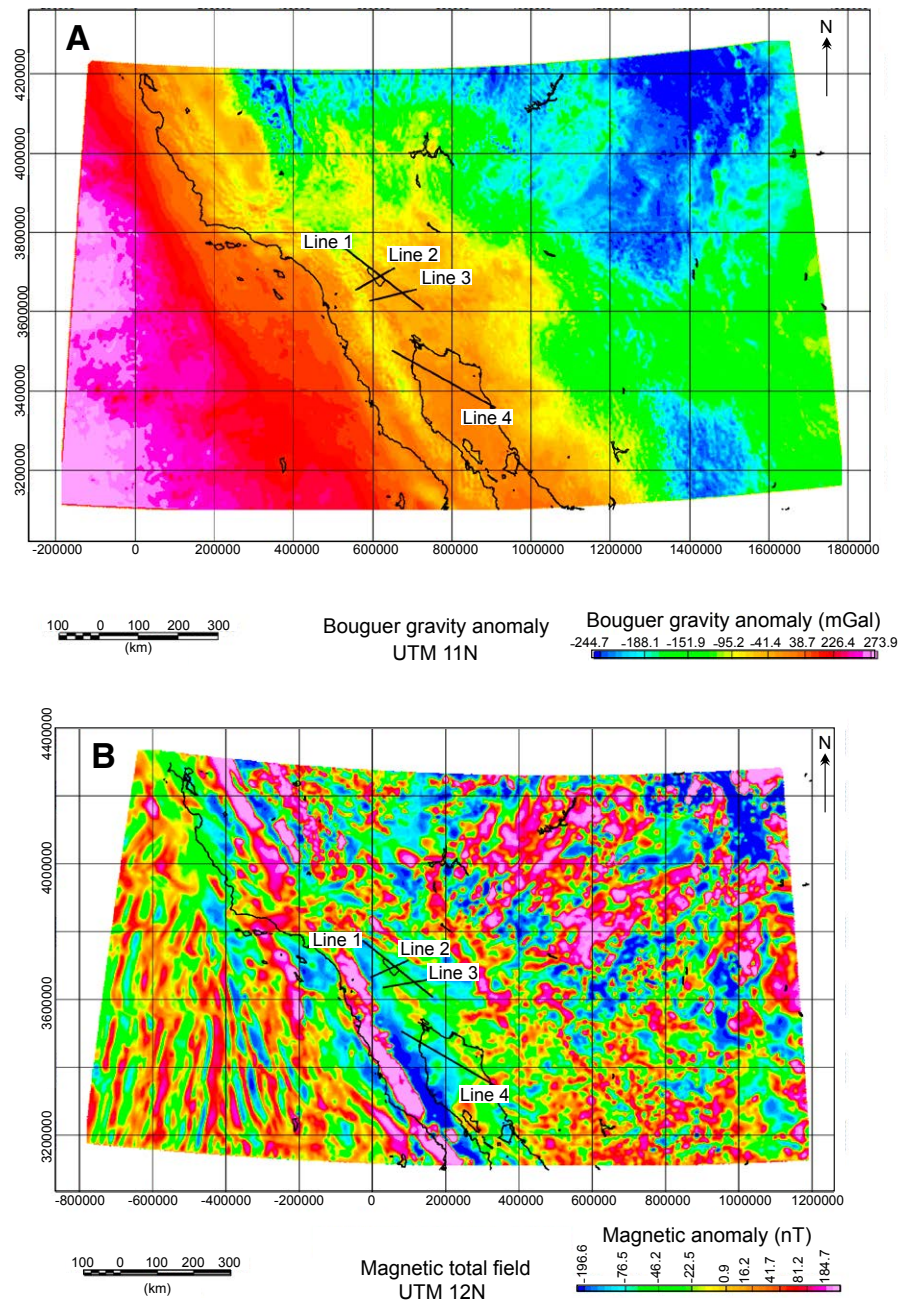 A
N
4200000
4000000
3800000
3600000
3400000
3200000
Line 1
Line 2
Line 3
Line 4
-200000 0 200000 400000 600000 800000 1000000 1200000 1400000 1600000 1800000
100 0 100 200 300
(km)
Bouguer gravity anomaly
UTM 11N
Bouguer gravity anomaly (mGal)
-244.7 -188.1 -151.9 -95.2 -41.4 38.7 226.4 273.9
B
N
4400000
4000000
3600000
3200000
Line 1
Line 2
Line 3
Line 4
-800000 -600000 -400000 -200000 0 200000 400000 600000 800000 1000000 1200000
100 0 100 200 300
(km)
Magnetic total field
UTM 12N
Magnetic anomaly (nT)
-196.6 -76.5 -46.2 -22.5 0.9 16.2 41.7 81.2 184.7